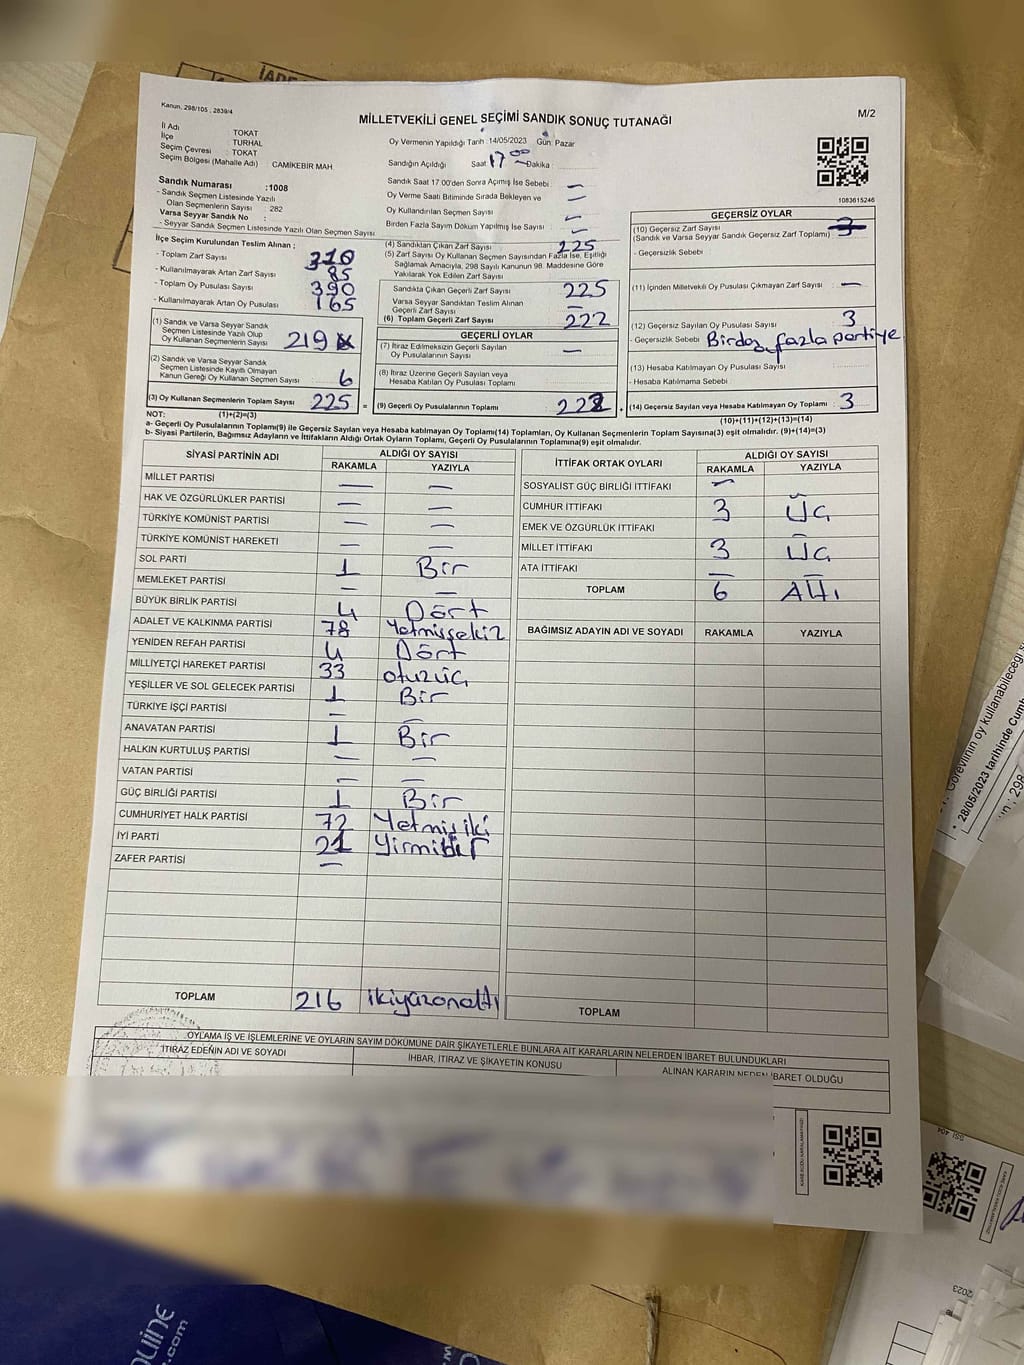 İADE
Kanun, 298/105 , 2839/4
MİLLETVEKİLİ GENEL SEÇİMİ SANDIK SONUÇ TUTANAĞI
M/2
İl Adı : TOKAT
İlçe : TURHAL
Seçim Çevresi : TOKAT
Seçim Bölgesi (Mahalle Adı) CAMİKEBİR MAH
Oy Vermenin Yapıldığı Tarih :14/05/2023 Gün: Pazar
Sandığın Açıldığı Saat 17 00 Dakika :
Sandık Numarası :1008
- Sandık Seçmen Listesinde Yazılı
Olan Seçmenlerin Sayısı : 282
Varsa Seyyar Sandık No :
- Seyyar Sandık Seçmen Listesinde Yazılı Olan Seçmen Sayısı
Sandık Saat 17:00'den Sonra Açımış İse Sebebi : —
Oy Verme Saati Bitiminde Sırada Bekleyen ve
Oy Kullandırılan Seçmen Sayısı : —
Birden Fazla Sayım Döküm Yapılmış İse Sayısı : —
1083615246
İlçe Seçim Kurulundan Teslim Alınan ;
- Toplam Zarf Sayısı : 310
- Kullanılmayarak Artan Zarf Sayısı : 85
- Toplam Oy Pusulası Sayısı : 390
- Kullanılmayarak Artan Oy Pusulası : 165
(1) Sandık ve Varsa Seyyar Sandık
Seçmen Listesinde Yazılı Olup
Oy Kullanan Seçmenlerin Sayısı : 219
(2) Sandık ve Varsa Seyyar Sandık
Seçmen Listesinde Kayıtlı Olmayan
Kanun Gereği Oy Kullanan Seçmen Sayısı : 6
(3) Oy Kullanan Seçmenlerin Toplam Sayısı : 225 =
(4) Sandıktan Çıkan Zarf Sayısı : 225
(5) Zarf Sayısı Oy Kullanan Seçmen Sayısından Fazla İse, Eşitliği
Sağlamak Amacıyla, 298 Sayılı Kanunun 98. Maddesine Göre
Yakılarak Yok Edilen Zarf Sayısı :
Sandıkta Çıkan Geçerli Zarf Sayısı : 225
Varsa Seyyar Sandıktan Teslim Alınan
Geçerli Zarf Sayısı : —
(6) Toplam Geçerli Zarf Sayısı : 222
GEÇERLİ OYLAR
(7) İtiraz Edilmeksizin Geçerli Sayılan
Oy Pusulalarının Sayısı : —
(8) İtiraz Üzerine Geçerli Sayılan veya
Hesaba Katılan Oy Pusulası Toplamı :
(9) Geçerli Oy Pusulalarının Toplamı : 222 +
GEÇERSİZ OYLAR
(10) Geçersiz Zarf Sayısı : 3
(Sandık ve Varsa Seyyar Sandık Geçersiz Zarf Toplamı)
- Geçersizlik Sebebi :
(11) İçinden Milletvekili Oy Pusulası Çıkmayan Zarf Sayısı : —
(12) Geçersiz Sayılan Oy Pusulası Sayısı : 3
- Geçersizlik Sebebi : Birden fazla partiye
(13) Hesaba Katılmayan Oy Pusulası Sayısı :
- Hesaba Katılmama Sebebi :
(14) Geçersiz Sayılan veya Hesaba Katılmayan Oy Toplamı : 3
(10)+(11)+(12)+(13)=(14)
NOT: (1)+(2)=(3)
a- Geçerli Oy Pusulalarının Toplamı(9) ile Geçersiz Sayılan veya Hesaba katılmayan Oy Toplamı(14) Toplamları, Oy Kullanan Seçmenlerin Toplam Sayısına(3) eşit olmalıdır. (9)+(14)=(3)
b- Siyasi Partilerin, Bağımsız Adayların ve İttifakların Aldığı Ortak Oyların Toplamı, Geçerli Oy Pusulalarının Toplamına(9) eşit olmalıdır.
SİYASİ PARTİNİN ADI ALDIĞI OY SAYISI
RAKAMLA YAZIYLA
MİLLET PARTİSİ — —
HAK VE ÖZGÜRLÜKLER PARTİSİ — —
TÜRKİYE KOMÜNİST PARTİSİ — —
TÜRKİYE KOMÜNİST HAREKETİ — —
SOL PARTİ 1 Bir
MEMLEKET PARTİSİ — —
BÜYÜK BİRLİK PARTİSİ 4 Dört
ADALET VE KALKINMA PARTİSİ 78 Yetmişsekiz
YENİDEN REFAH PARTİSİ 4 Dört
MİLLİYETÇİ HAREKET PARTİSİ 33 otuzüç
YEŞİLLER VE SOL GELECEK PARTİSİ 1 Bir
TÜRKİYE İŞÇİ PARTİSİ — —
ANAVATAN PARTİSİ 1 Bir
HALKIN KURTULUŞ PARTİSİ — —
VATAN PARTİSİ — —
GÜÇ BİRLİĞİ PARTİSİ 1 Bir
CUMHURİYET HALK PARTİSİ 72 Yetmişiki
İYİ PARTİ 21 Yirmibir
ZAFER PARTİSİ —
TOPLAM 216 ikiyüzonaltı
İTTİFAK ORTAK OYLARI ALDIĞI OY SAYISI
RAKAMLA YAZIYLA
SOSYALİST GÜÇ BİRLİĞİ İTTİFAKI —
CUMHUR İTTİFAKI 3 Üç
EMEK VE ÖZGÜRLÜK İTTİFAKI —
MİLLET İTTİFAKI 3 Üç
ATA İTTİFAKI — —
TOPLAM 6 Altı
BAĞIMSIZ ADAYIN ADI VE SOYADI RAKAMLA YAZIYLA
TOPLAM
OYLAMA İŞ VE İŞLEMLERİNE VE OYLARIN SAYIM DÖKÜMÜNE DAİR ŞİKAYETLERLE BUNLARA AİT KARARLARIN NELERDEN İBARET BULUNDUKLARI
İTİRAZ EDENİN ADI VE SOYADI
İHBAR, İTİRAZ VE ŞİKAYETİN KONUSU
ALINAN KARARIN NEDEN İBARET OLDUĞU
KARE KODU KARALAMAYINIZ
Görevlinin oy kullanabileceği
28/05/2023 tarihinde Cumh
298
SSI 404
KARE KODU KARALAMAYINIZ
2023
UINE
.com